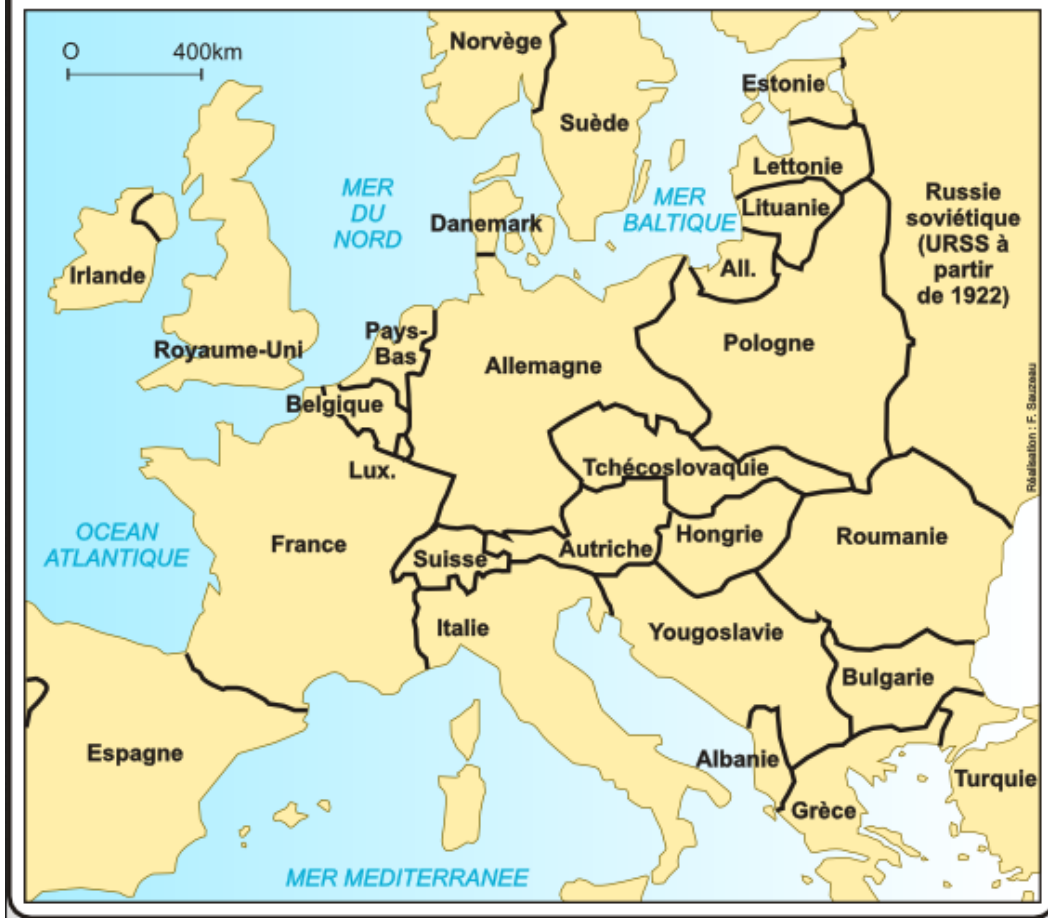 O 400km
Norvège
Suède
Estonie
Lettonie
Lituanie
All.
Russie
soviétique
(URSS à
partir
de 1922)
MER
DU
NORD
MER
BALTIQUE
Danemark
Irlande
Royaume-Uni
Pays-
Bas
Belgique
Lux.
Allemagne
Pologne
Tchécoslovaquie
OCEAN
ATLANTIQUE
France
Suisse
Autriche
Hongrie
Roumanie
Italie
Yougoslavie
Bulgarie
Espagne
Albanie
Grèce
Turquie
MER MEDITERRANEE
Réalisation : F. Sauzeau